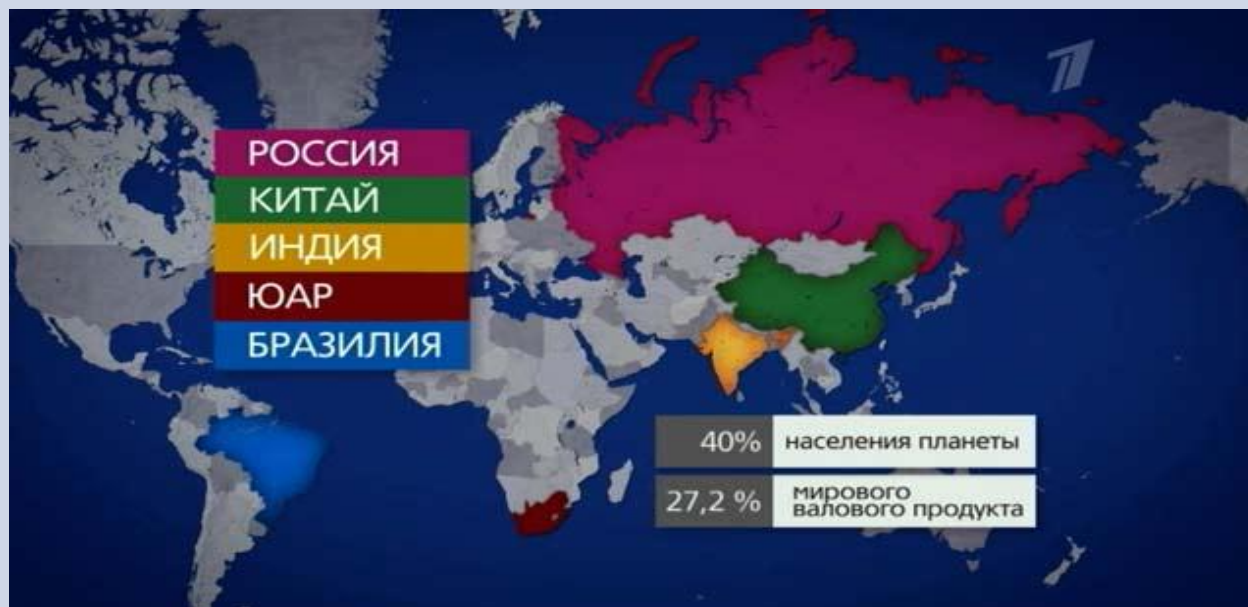 РОССИЯ
КИТАЙ
ИНДИЯ
ЮАР
БРАЗИЛИЯ
40% населения планеты
27,2 % мирового
валового продукта